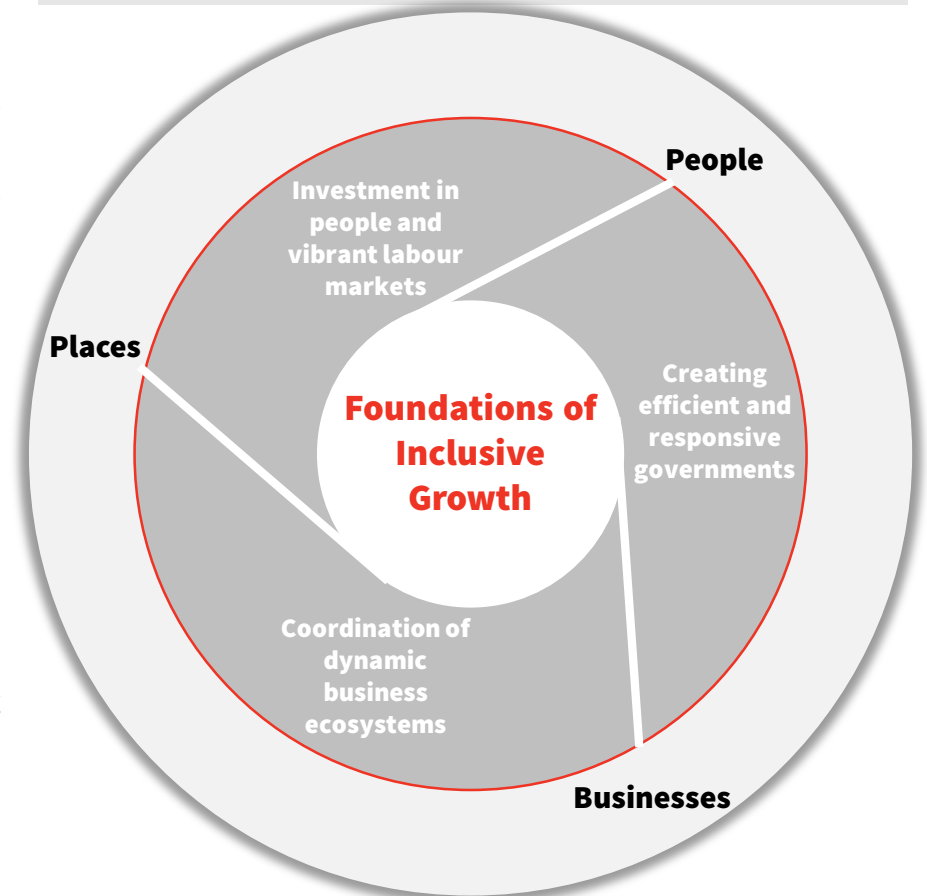 People
Investment in
people and
vibrant labour
markets
Places
Creating
efficient and
responsive
governments
Foundations of
Inclusive
Growth
Coordination of
dynamic
business
ecosystems
Businesses